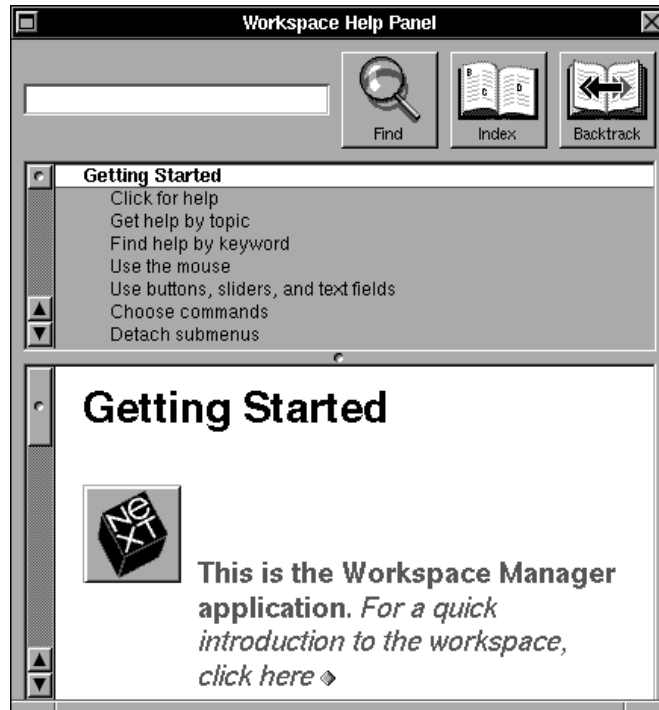 Workspace Help Panel
Find
Index
Backtrack
B
C
D
Getting Started
Click for help
Get help by topic
Find help by keyword
Use the mouse
Use buttons, sliders, and text fields
Choose commands
Detach submenus
Getting Started
NeXT
This is the Workspace Manager
application. For a quick
introduction to the workspace,
click here